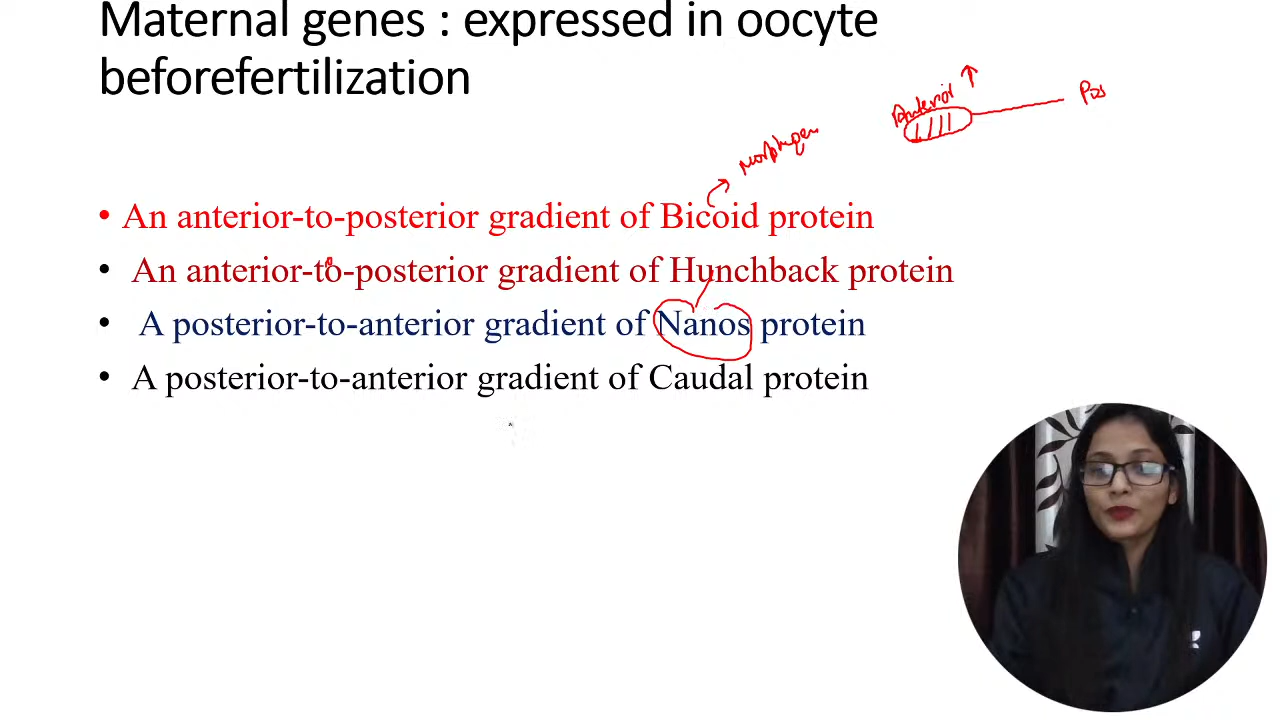 Maternal genes : expressed in oocyte
beforefertilization
Anterior ↑
Pos
Morphogen
• An anterior-to-posterior gradient of Bicoid protein
• An anterior-to-posterior gradient of Hunchback protein
• A posterior-to-anterior gradient of Nanos protein
• A posterior-to-anterior gradient of Caudal protein